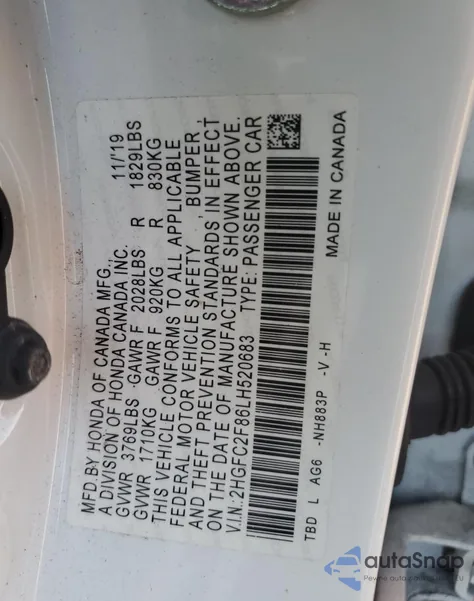 MFD.BY HONDA OF CANADA MFG.,
A DIVISION OF HONDA CANADA INC. 11/'19
GVWR 3769LBS GAWR F 2028LBS R 1829LBS
GVWR 1710KG GAWR F 920KG R 830KG
THIS VEHICLE CONFORMS TO ALL APPLICABLE
FEDERAL MOTOR VEHICLE SAFETY , BUMPER ,
AND THEFT PREVENTION STANDARDS IN EFFECT
ON THE DATE OF MANUFACTURE SHOWN ABOVE.
V.I.N.:2HGFC2F86LH520683 TYPE: PASSENGER CAR
TBD L AG6 -NH883P -V.-H MADE IN CANADA
autoSnap